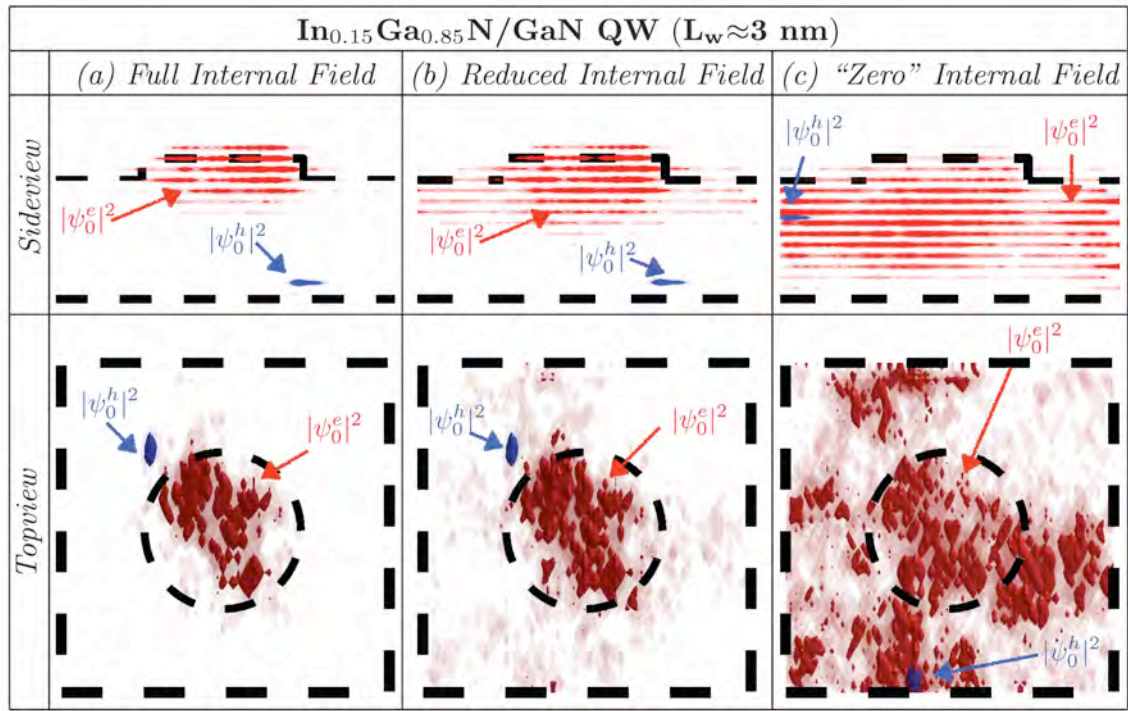 In₀.₁₅Ga₀.₈₅N/GaN QW (L_w≈3 nm)
(a) Full Internal Field
(b) Reduced Internal Field
(c) “Zero” Internal Field
Sideview
|ψ₀ᵉ|²
|ψ₀ʰ|²
|ψ₀ᵉ|²
|ψ₀ʰ|²
|ψ₀ʰ|²
|ψ₀ᵉ|²
Topview
|ψ₀ʰ|²
|ψ₀ᵉ|²
|ψ₀ʰ|²
|ψ₀ᵉ|²
|ψ₀ᵉ|²
|ψ₀ʰ|²